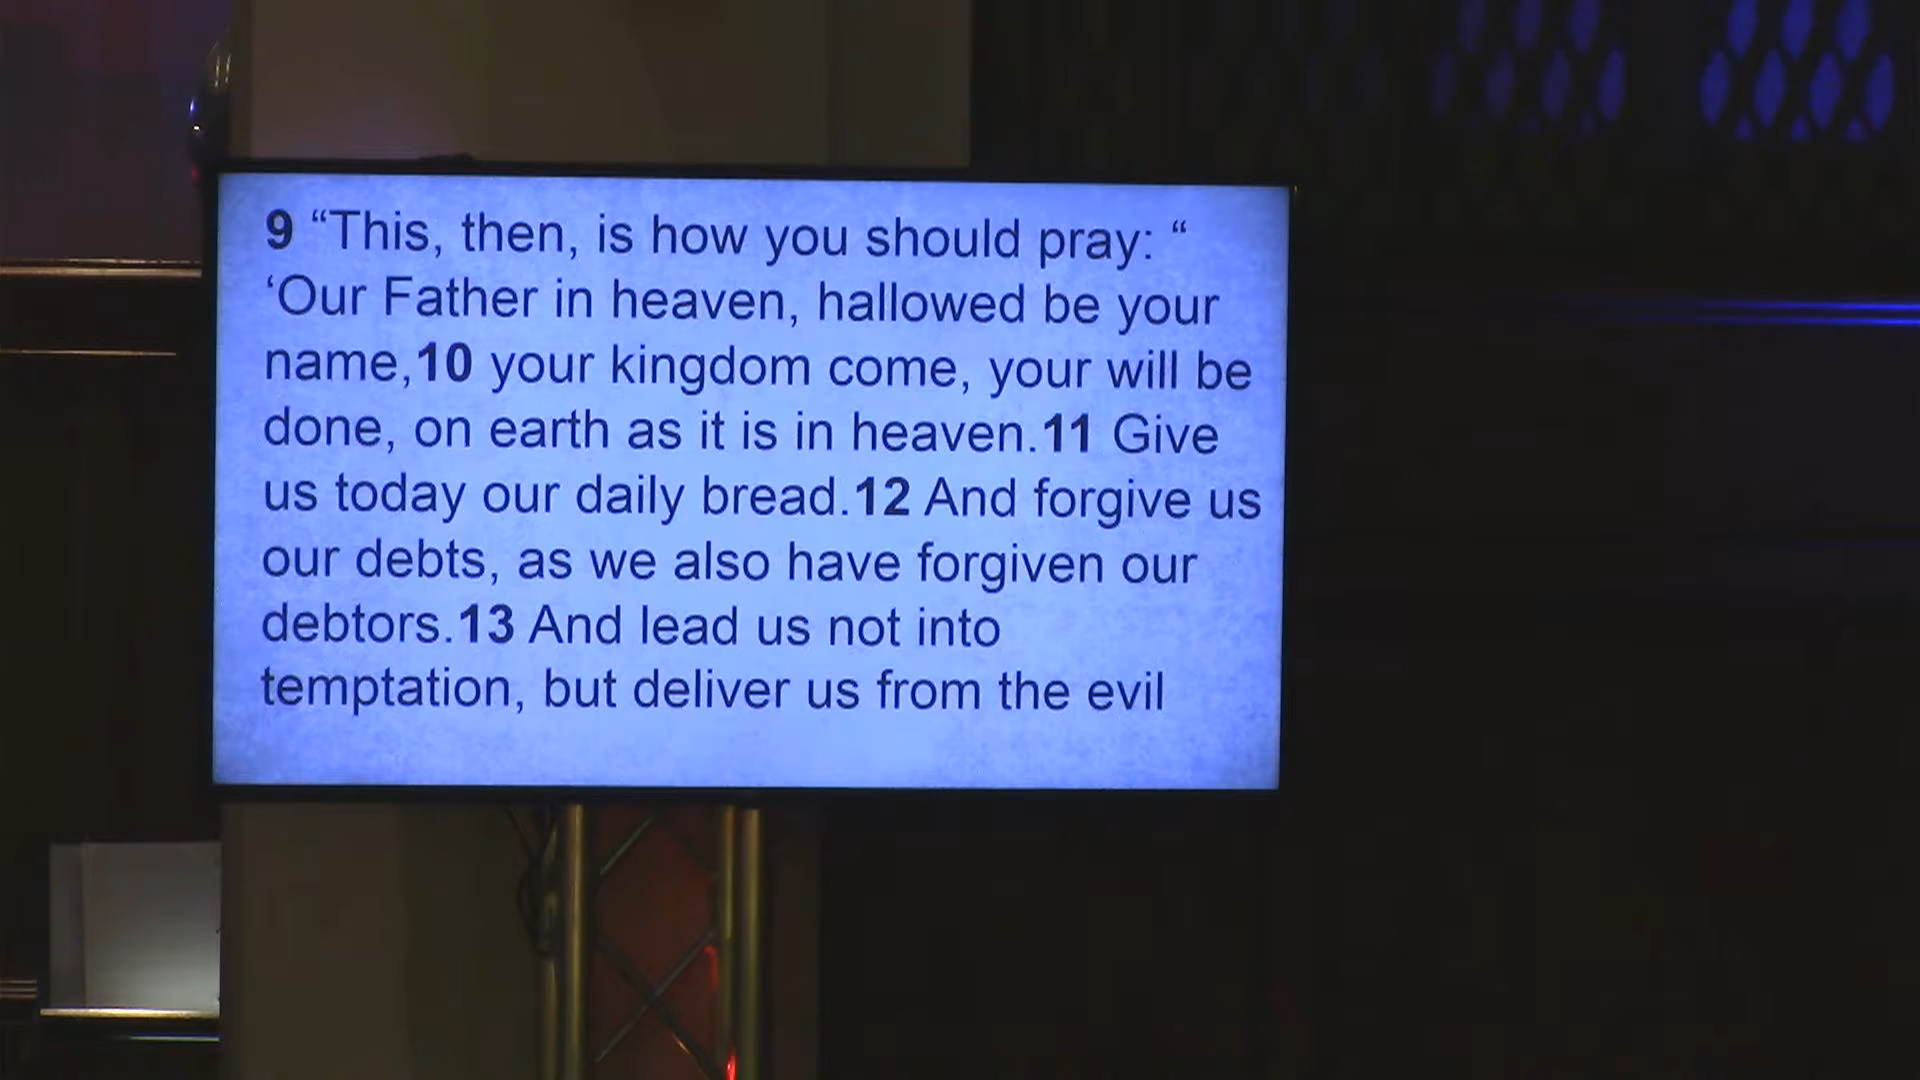 9 “This, then, is how you should pray: “
‘Our Father in heaven, hallowed be your
name,10 your kingdom come, your will be
done, on earth as it is in heaven.11 Give
us today our daily bread.12 And forgive us
our debts, as we also have forgiven our
debtors.13 And lead us not into
temptation, but deliver us from the evil